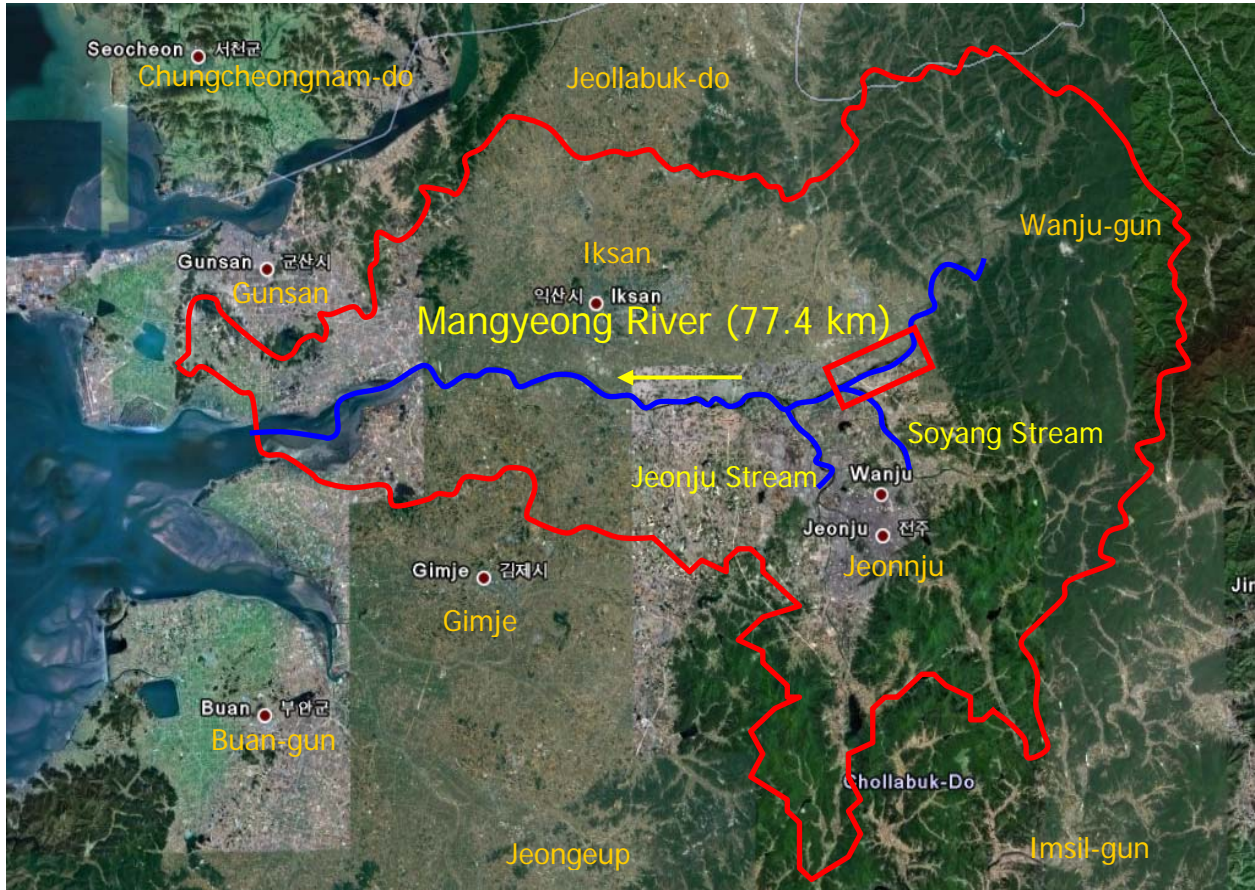 Seocheon 서천군
Chungcheongnam-do
Jeollabuk-do
Wanju-gun
Iksan
Gunsan 군산시
Gunsan
익산시 Iksan
Mangyeong River (77.4 km)
Soyang Stream
Jeonju Stream
Wanju
Jeonju 전주
Jeonnju
Gimje 김제시
Gimje
Jin
Buan 부안군
Buan-gun
Chollabuk-Do
Jeongeup
Imsil-gun